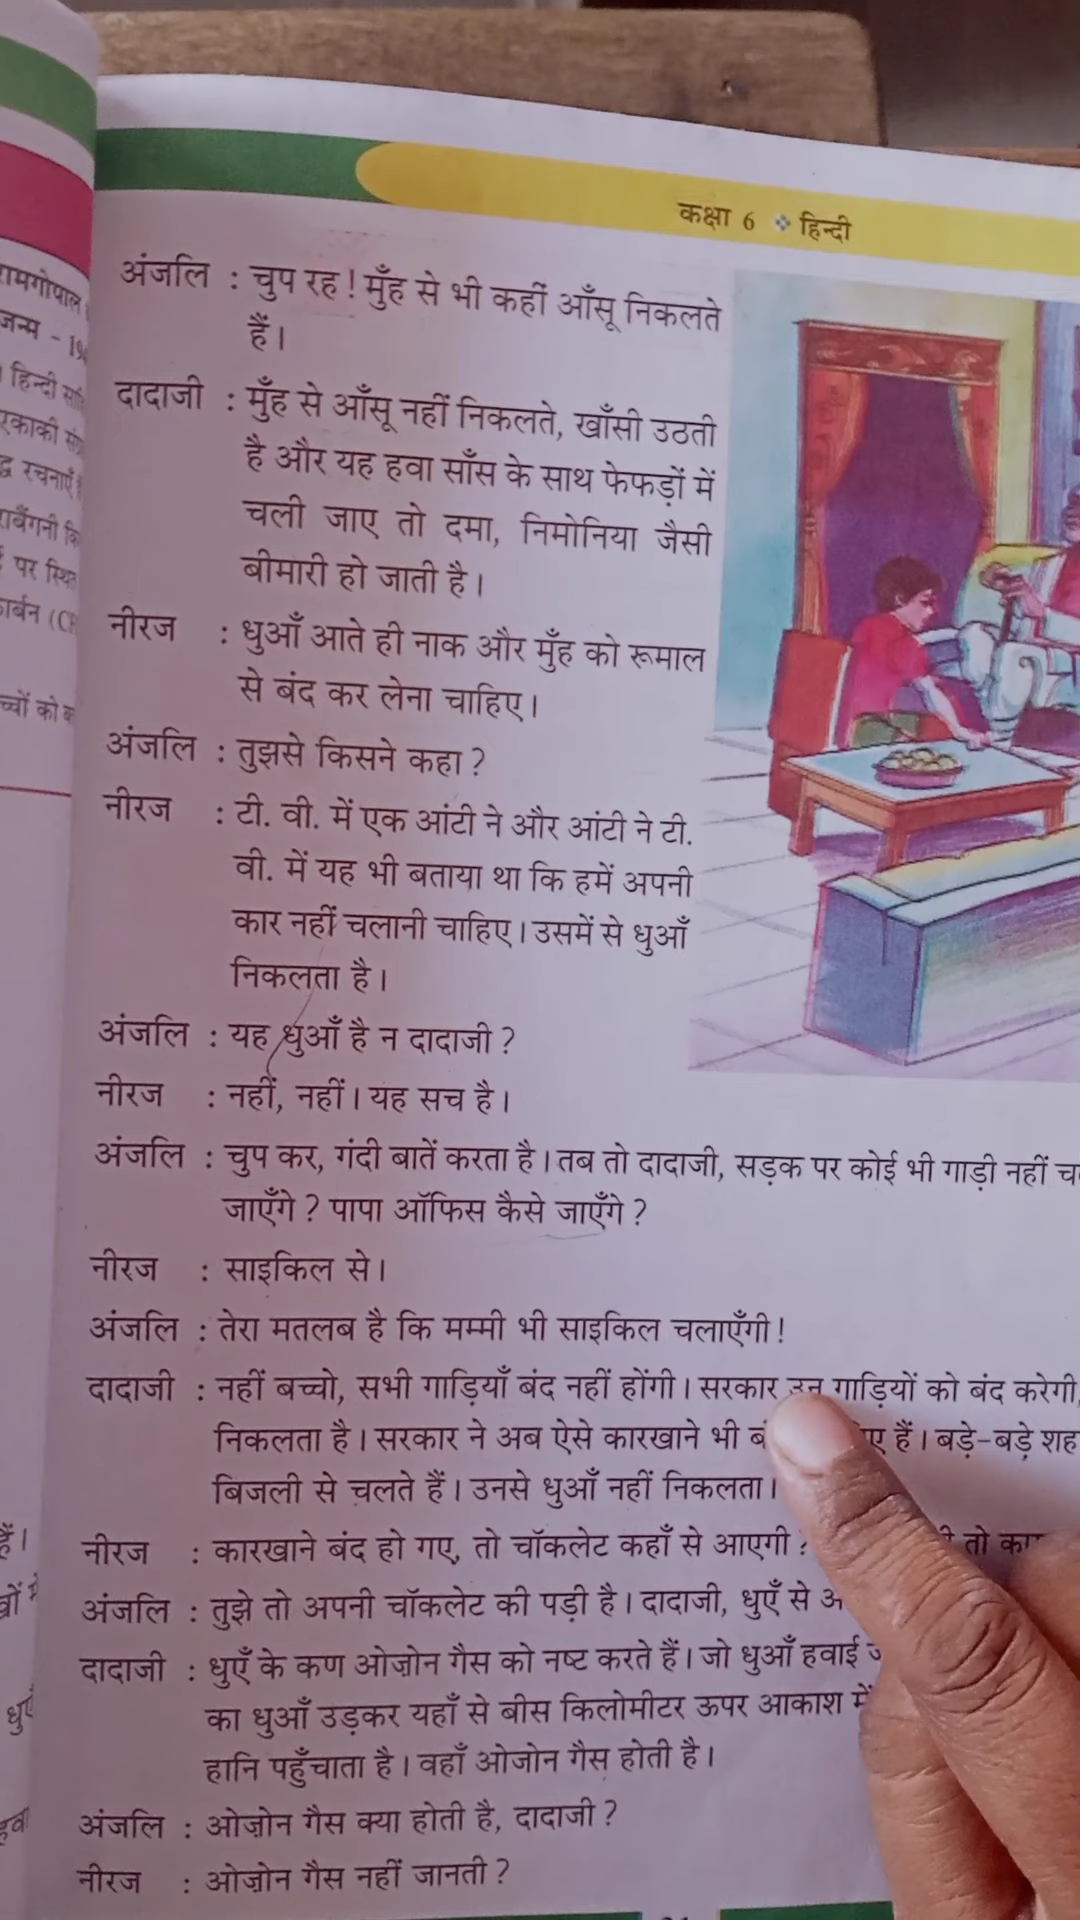 कक्षा 6 ❖ हिन्दी
अंजलि : चुप रह ! मुँह से भी कहीं आँसू निकलते
हैं।
दादाजी : मुँह से आँसू नहीं निकलते, खाँसी उठती
है और यह हवा साँस के साथ फेफड़ों में
चली जाए तो दमा, निमोनिया जैसी
बीमारी हो जाती है।
नीरज : धुआँ आते ही नाक और मुँह को रूमाल
से बंद कर लेना चाहिए।
अंजलि : तुझसे किसने कहा ?
नीरज : टी. वी. में एक आंटी ने और आंटी ने टी.
वी. में यह भी बताया था कि हमें अपनी
कार नहीं चलानी चाहिए। उसमें से धुआँ
निकलता है।
अंजलि : यह धुआँ है न दादाजी ?
नीरज : नहीं, नहीं। यह सच है।
अंजलि : चुप कर, गंदी बातें करता है। तब तो दादाजी, सड़क पर कोई भी गाड़ी नहीं
जाएँगे ? पापा ऑफिस कैसे जाएँगे ?
नीरज : साइकिल से।
अंजलि : तेरा मतलब है कि मम्मी भी साइकिल चलाएँगी !
दादाजी : नहीं बच्चो, सभी गाड़ियाँ बंद नहीं होंगी। सरकार उन गाड़ियों को बंद करेगी,
निकलता है। सरकार ने अब ऐसे कारखाने भी हैं। बड़े-बड़े
बिजली से चलते हैं। उनसे धुआँ नहीं निकलता।
नीरज : कारखाने बंद हो गए, तो चॉकलेट कहाँ से आएगी ? तो
अंजलि : तुझे तो अपनी चॉकलेट की पड़ी है। दादाजी, धुएँ से
दादाजी : धुएँ के कण ओज़ोन गैस को नष्ट करते हैं। जो धुआँ हवाई
का धुआँ उड़कर यहाँ से बीस किलोमीटर ऊपर आकाश में
हानि पहुँचाता है। वहाँ ओजोन गैस होती है।
अंजलि : ओज़ोन गैस क्या होती है, दादाजी ?
नीरज : ओज़ोन गैस नहीं जानती ?
रामगोपाल
जन्म -
हिन्दी
रचनाएँ
पर
च्चों को